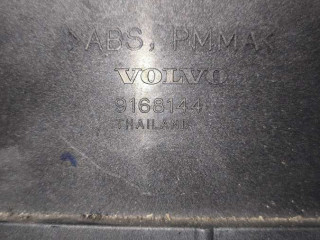 >ABS, PMMA<
VOLVO
9168144
THAILAND